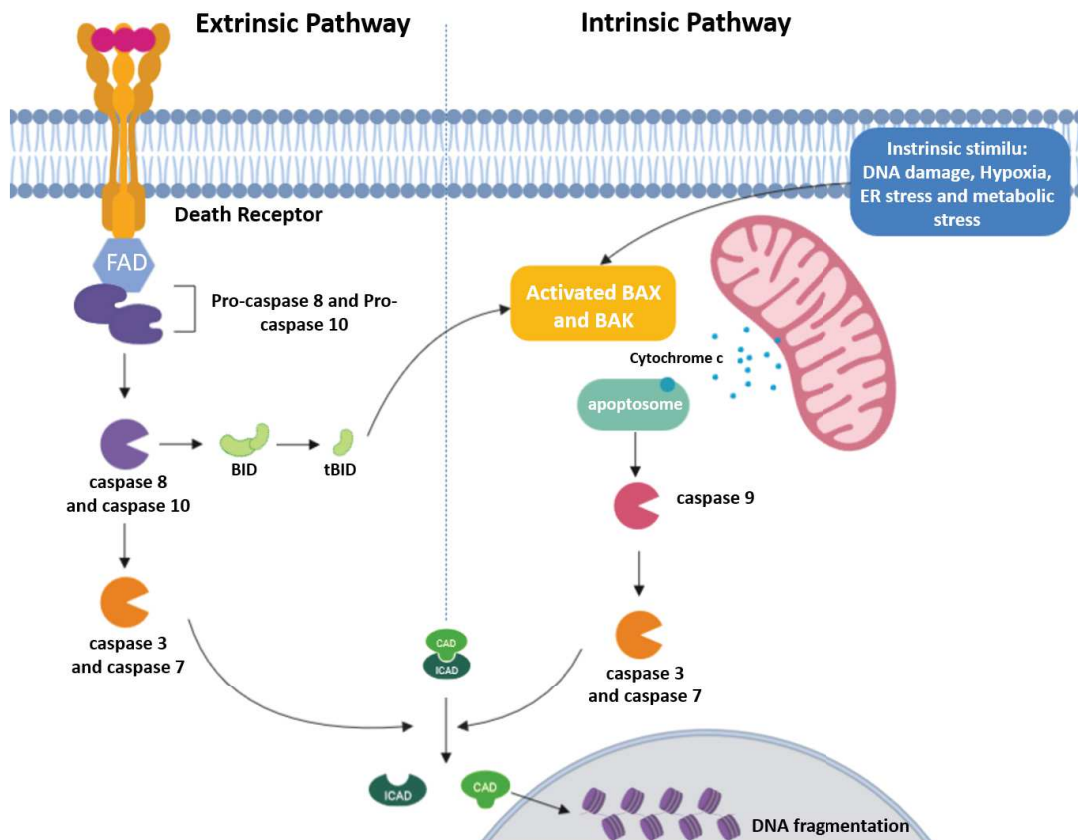 Extrinsic Pathway
Intrinsic Pathway
Instrinsic stimilu:
DNA damage, Hypoxia,
ER stress and metabolic
stress
Death Receptor
FAD
Pro-caspase 8 and Pro-
caspase 10
Activated BAX
and BAK
Cytochrome c
apoptosome
BID
tBID
caspase 8
and caspase 10
caspase 9
caspase 3
and caspase 7
CAD
ICAD
caspase 3
and caspase 7
ICAD
CAD
DNA fragmentation